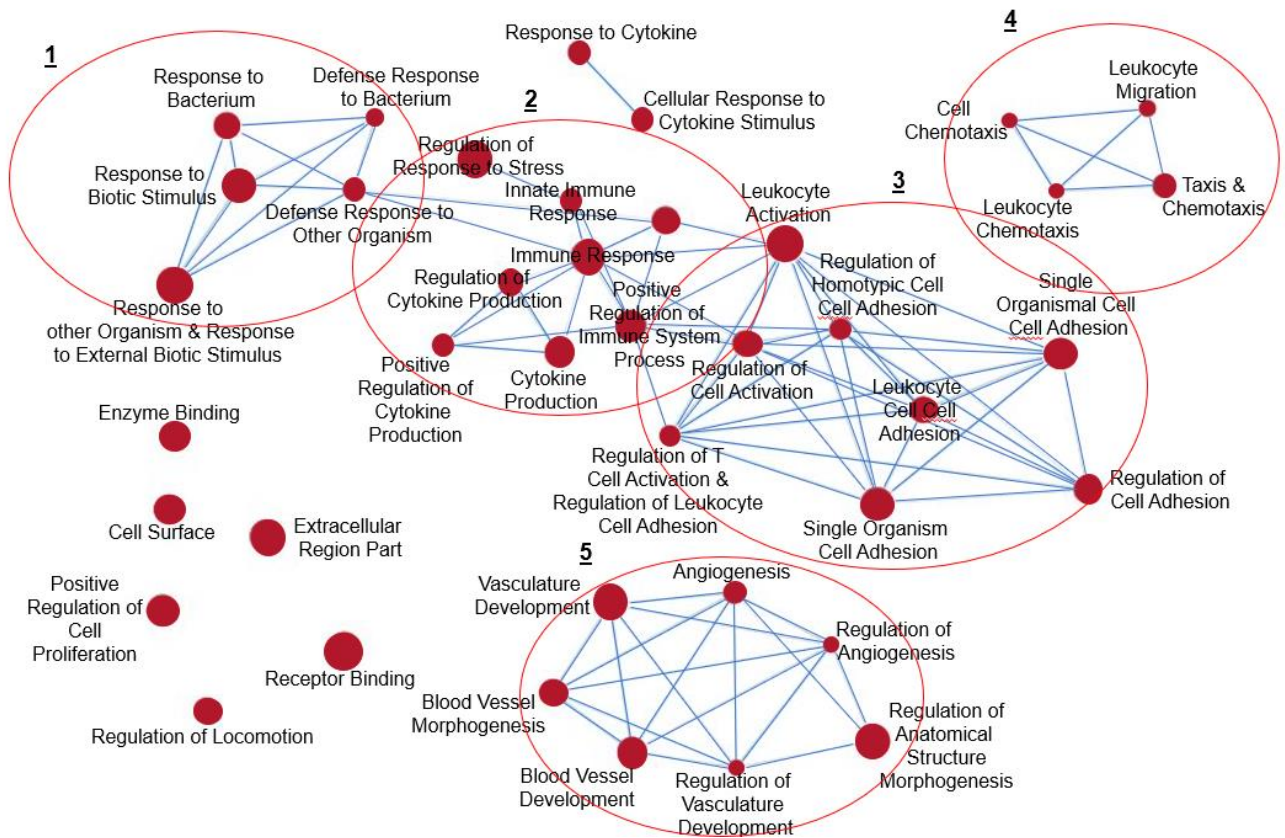 1
Response to
Bacterium
Defense Response
to Bacterium
Response to
Biotic Stimulus
Defense Response to
Other Organism
Response to
other Organism & Response
to External Biotic Stimulus
Response to Cytokine
Cellular Response to
Cytokine Stimulus
2
Regulation of
Response to Stress
Innate Immune
Response
Immune Response
Regulation of
Cytokine Production
Positive
Regulation of
Immune System
Process
Positive
Regulation of
Cytokine
Production
Cytokine
Production
3
Leukocyte
Activation
Regulation of
Homotypic Cell
Cell Adhesion
Single
Organismal Cell
Cell Adhesion
Regulation of
Cell Activation
Leukocyte
Cell Cell
Adhesion
Regulation of T
Cell Activation &
Regulation of Leukocyte
Cell Adhesion
Single Organism
Cell Adhesion
Regulation of
Cell Adhesion
4
Leukocyte
Migration
Cell
Chemotaxis
Leukocyte
Chemotaxis
Taxis &
Chemotaxis
Enzyme Binding
Cell Surface
Extracellular
Region Part
Positive
Regulation of
Cell
Proliferation
Receptor Binding
Regulation of Locomotion
5
Vasculature
Development
Angiogenesis
Regulation of
Angiogenesis
Blood Vessel
Morphogenesis
Regulation of
Anatomical
Structure
Morphogenesis
Blood Vessel
Development
Regulation of
Vasculature
Development